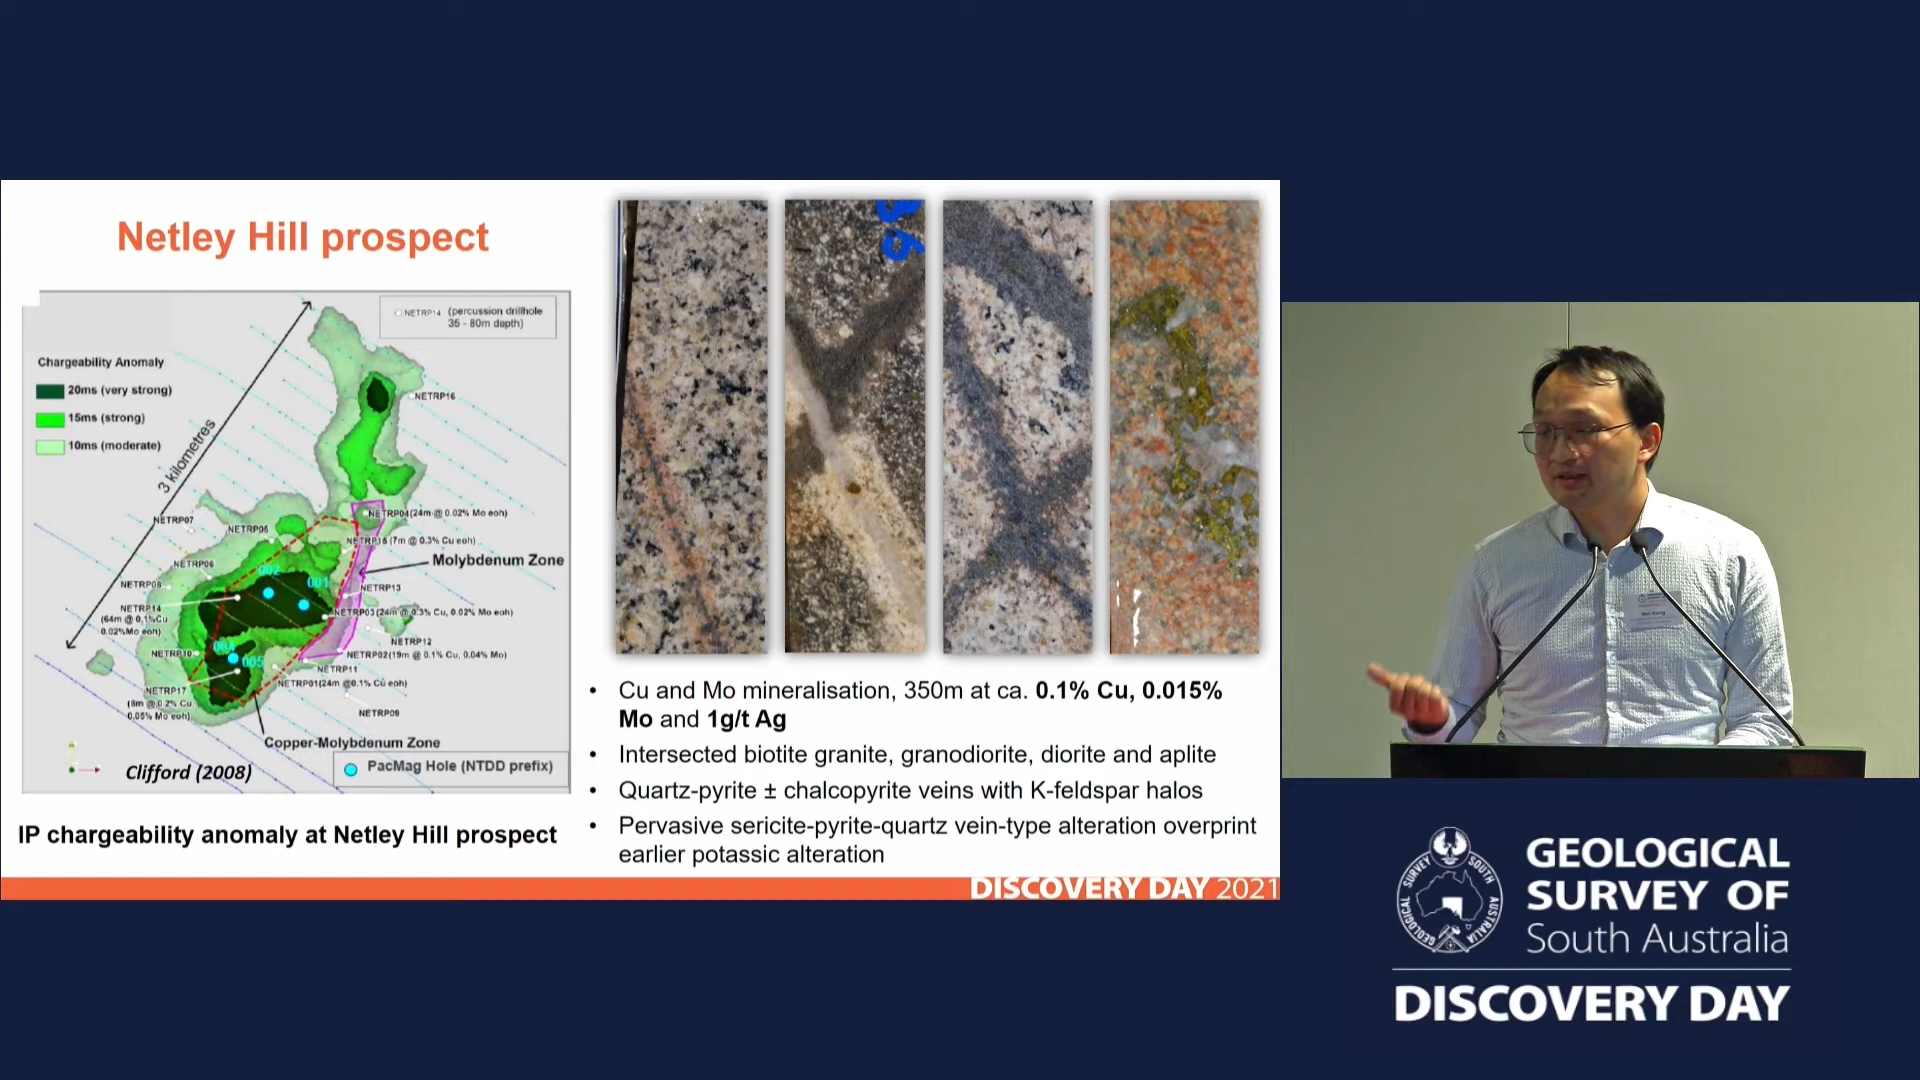 Netley Hill prospect
NETRP14 (percussion drillhole
35 - 80m depth)
Chargeability Anomaly
20ms (very strong)
15ms (strong)
10ms (moderate)
3 kilometres
NETRP16
NETRP04(24m @ 0.02% Mo eoh)
NETRP07
NETRP05
(7m @ 0.3% Cu eoh)
Molybdenum Zone
NETRP06
002
001
NETRP08
NETRP13
NETRP14
(64m @ 0.1%Cu
0.02%Mo eoh)
NETRP03(24m @ 0.3% Cu, 0.02% Mo eoh)
NETRP12
004
005
NETRP10
NETRP02(19m @ 0.1% Cu, 0.04% Mo)
NETRP11
NETRP01(24m @0.1% Cu eoh)
NETRP17
(8m @ 0.2% Cu
0.05% Mo eoh)
NETRP09
Copper-Molybdenum Zone
Clifford (2008)
PacMag Hole (NTDD prefix)
IP chargeability anomaly at Netley Hill prospect
• Cu and Mo mineralisation, 350m at ca. 0.1% Cu, 0.015%
Mo and 1g/t Ag
• Intersected biotite granite, granodiorite, diorite and aplite
• Quartz-pyrite ± chalcopyrite veins with K-feldspar halos
• Pervasive sericite-pyrite-quartz vein-type alteration overprint
earlier potassic alteration
DISCOVERY DAY 2021
GEOLOGICAL SURVEY SOUTH AUSTRALIA
GEOLOGICAL
SURVEY OF
South Australia
DISCOVERY DAY